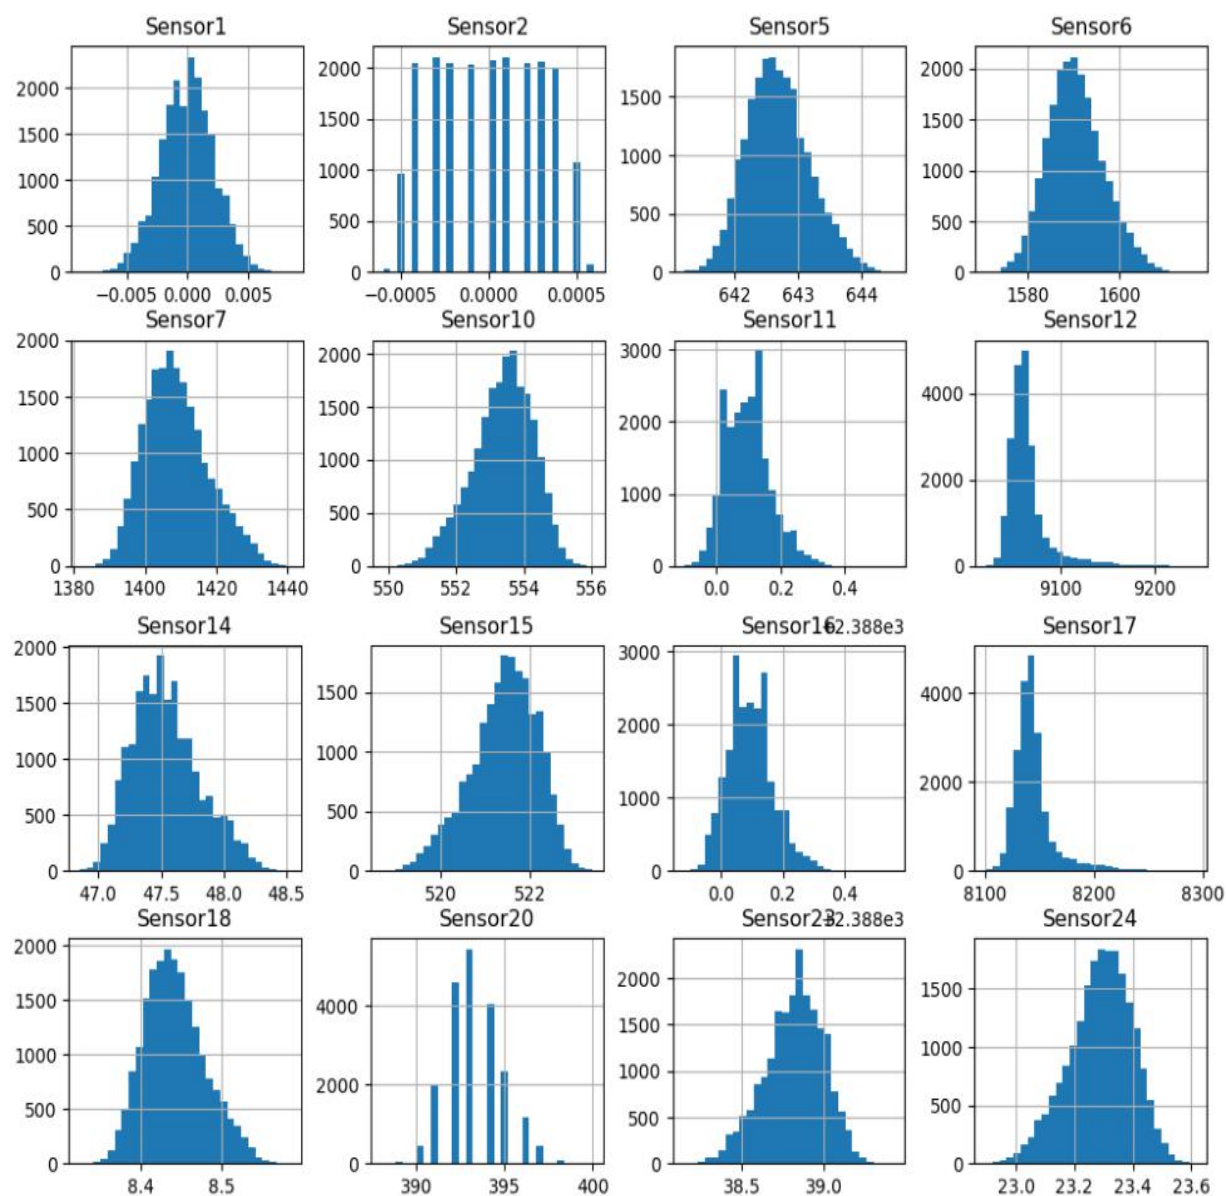 Sensor1 Sensor2 Sensor5 Sensor6
2000 1500 1000 500 0
2000 1500 1000 500 0
1500 1000 500 0
2000 1500 1000 500 0
−0.005 0.000 0.005 −0.0005 0.0000 0.0005 642 643 644 1580 1600
Sensor7 Sensor10 Sensor11 Sensor12
2000 1500 1000 500 0
2000 1500 1000 500 0
3000 2000 1000 0
4000 2000 0
1380 1400 1420 1440 550 552 554 556 0.0 0.2 0.4 9100 9200
Sensor14 Sensor15 Sensor16 2.388e3 Sensor17
2000 1500 1000 500 0
1500 1000 500 0
3000 2000 1000 0
4000 2000 0
47.0 47.5 48.0 48.5 520 522 0.0 0.2 0.4 8100 8200 8300
Sensor18 Sensor20 Sensor23 2.388e3 Sensor24
2000 1500 1000 500 0
4000 2000 0
2000 1500 1000 500 0
1500 1000 500 0
8.4 8.5 390 395 400 38.5 39.0 23.0 23.2 23.4 23.6